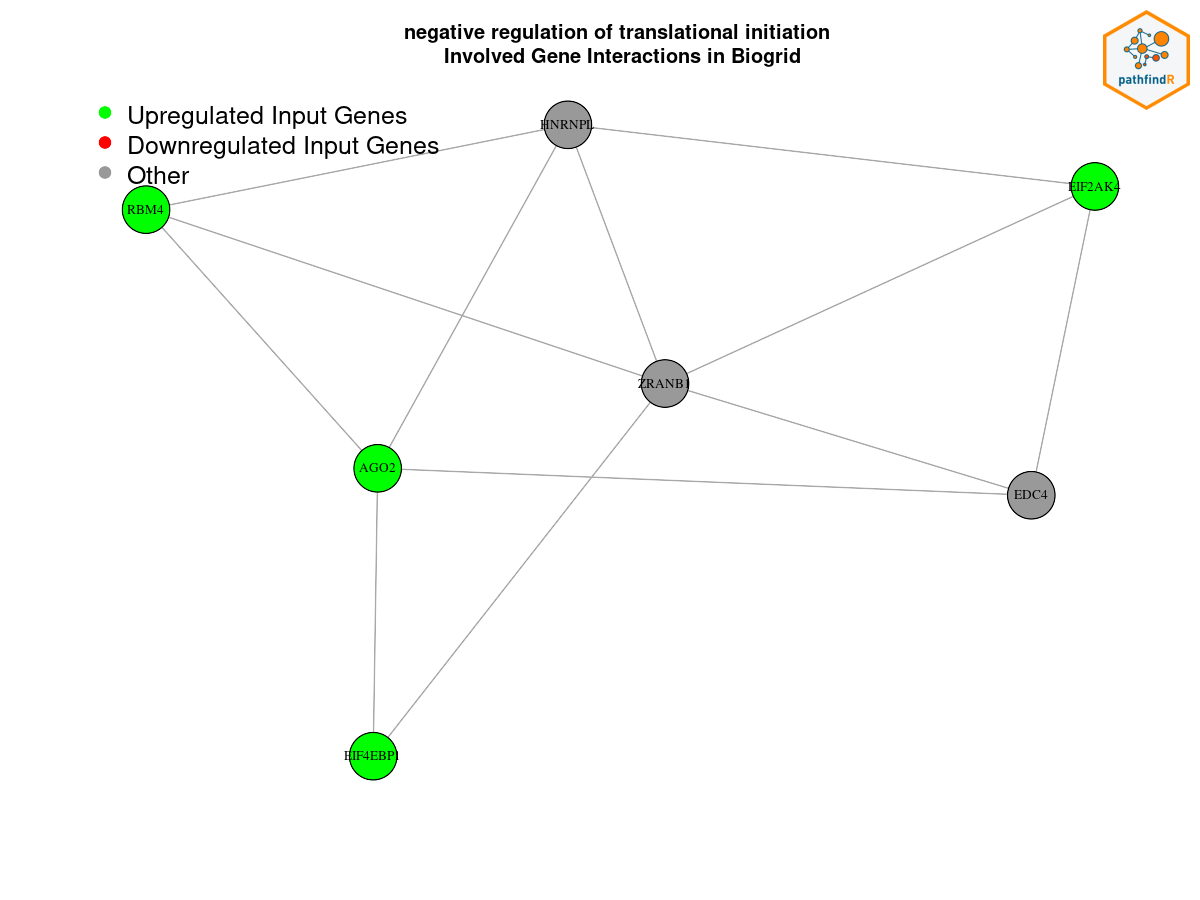 negative regulation of translational initiation
Involved Gene Interactions in Biogrid
pathfindR
Upregulated Input Genes
Downregulated Input Genes
Other
HNRNPL
EIF2AK4
RBM4
ZRANB1
AGO2
EDC4
EIF4EBP1